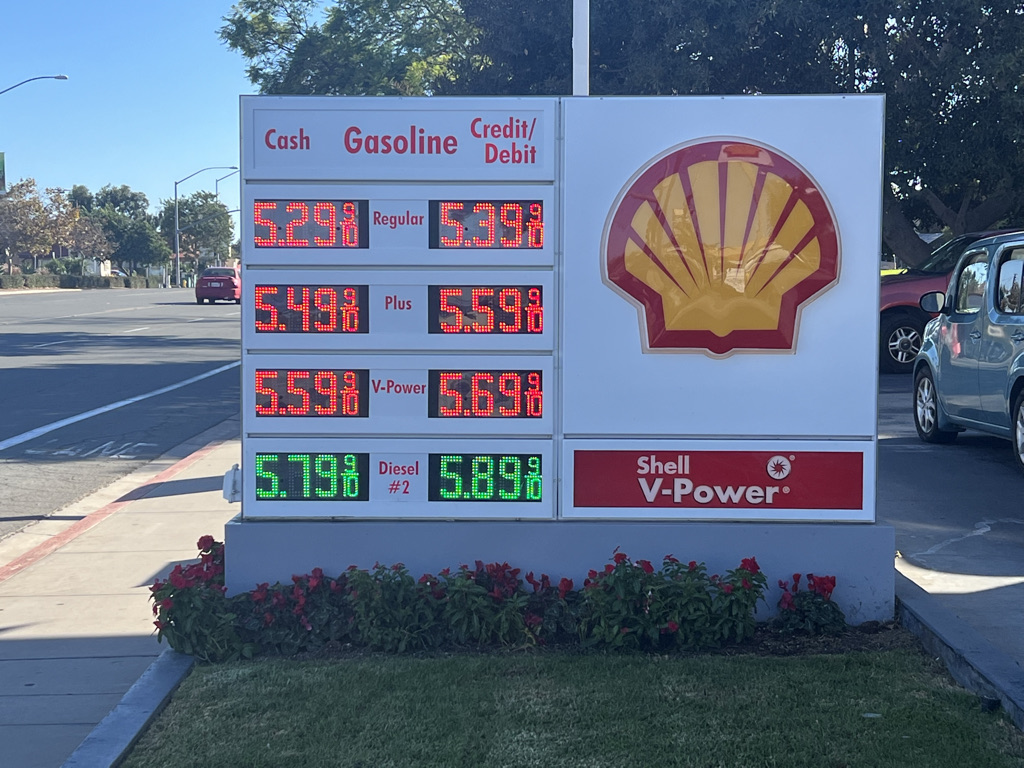 Cash Gasoline Credit/
Debit
5.29 9/10 Regular 5.39 9/10
5.49 9/10 Plus 5.59 9/10
5.59 9/10 V-Power 5.69 9/10
5.79 9/10 Diesel #2 5.89 9/10
Shell
V-Power®
LANE